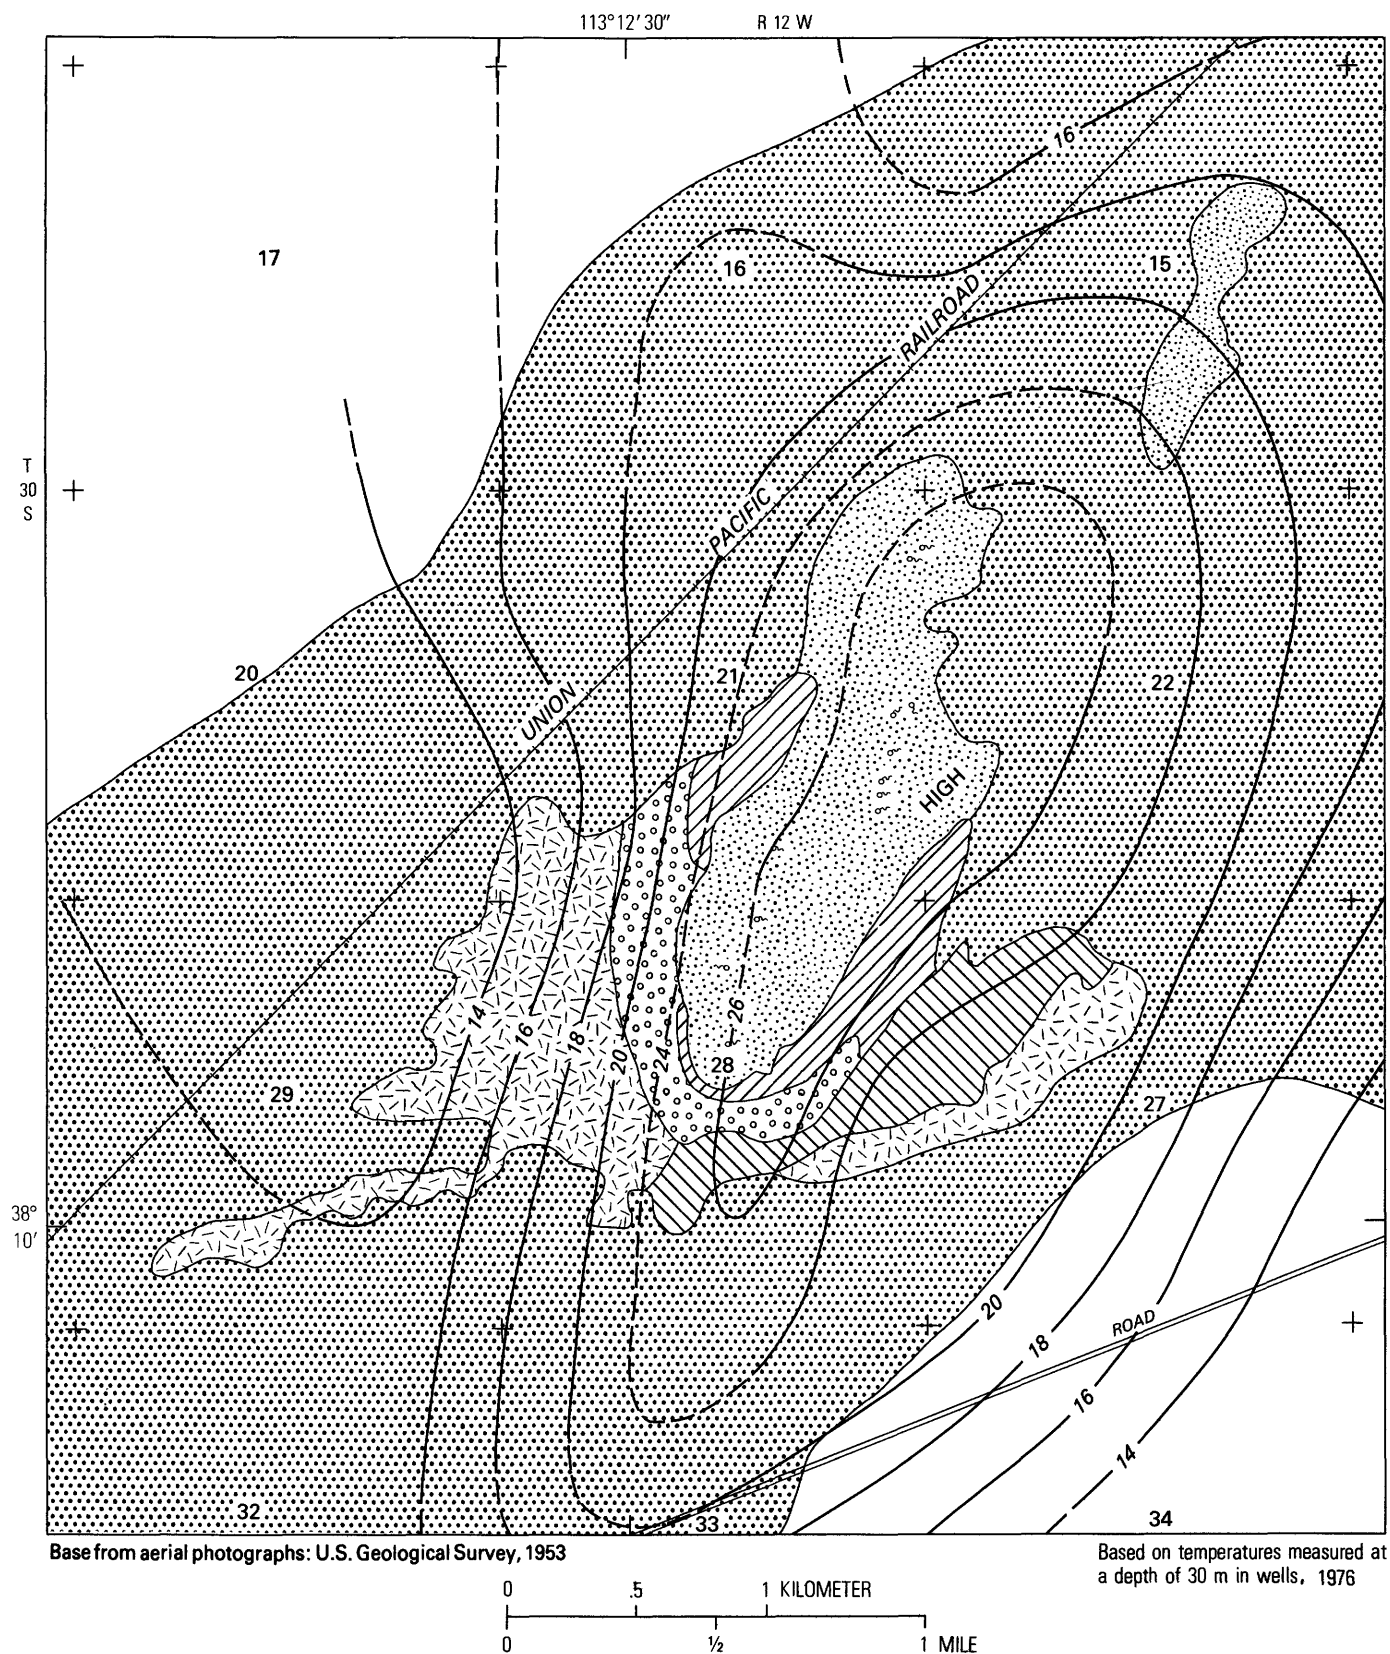 113°12'30" R 12 W
16
17
16
15
RAILROAD
T
30
S
PACIFIC
20
21
22
UNION
HIGH
14
16
18
20
24
26
28
29
27
38°
10'
20
ROAD
18
16
14
32
33
34
Base from aerial photographs: U.S. Geological Survey, 1953
Based on temperatures measured at
a depth of 30 m in wells, 1976
0 .5 1 KILOMETER
0 1/2 1 MILE